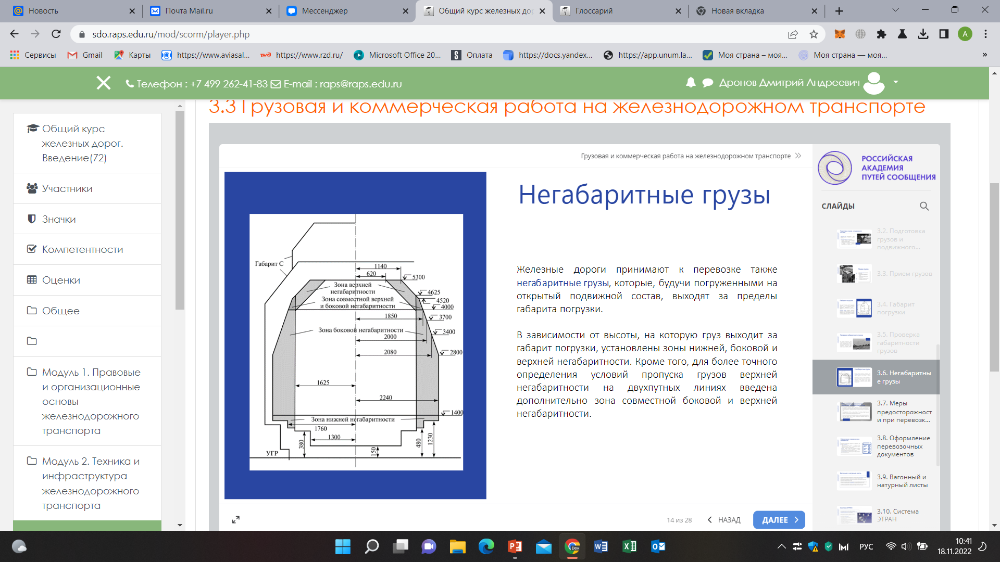 Новость
Почта Mail.ru
Мессенджер
Общий курс железных дор
Глоссарий
Новая вкладка
sdo.raps.edu.ru/mod/scorm/player.php
A
Сервисы
Gmail
Карты
https://www.aviasal...
https://www.rzd.ru/
Microsoft Office 20...
Оплата
https://docs.yandex...
https://app.unum.la...
Моя страна – моя...
Моя страна — моя...
»
Телефон : +7 499 262-41-83
E-mail : raps@raps.edu.ru
Дронов Дмитрий Андреевич
3.3 Грузовая и коммерческая работа на железнодорожном транспорте
Общий курс
железных дорог.
Введение(72)
Участники
Значки
Компетентности
Оценки
Общее
Модуль 1. Правовые
и организационные
основы
железнодорожного
транспорта
Модуль 2. Техника и
инфраструктура
железнодорожного
транспорта
Грузовая и коммерческая работа на железнодорожном транспорте
Негабаритные грузы
Габарит С
1140
620
5300
Зона верхней
негабаритности
4625
Зона совместной верхней
4520
и боковой негабаритности
4000
1850
3700
Зона боковой негабаритности
3400
2000
2080
2800
1625
2240
1400
Зона нижней негабаритности
1760
1300
380
150
480
1230
УГР
Железные дороги принимают к перевозке также
негабаритные грузы, которые, будучи погруженными на
открытый подвижной состав, выходят за пределы
габарита погрузки.
В зависимости от высоты, на которую груз выходит за
габарит погрузки, установлены зоны нижней, боковой и
верхней негабаритности. Кроме того, для более точного
определения условий пропуска грузов верхней
негабаритности на двухпутных линиях введена
дополнительно зона совместной боковой и верхней
негабаритности.
14 из 28
НАЗАД
ДАЛЕЕ
РОССИЙСКАЯ
АКАДЕМИЯ
ПУТЕЙ СООБЩЕНИЯ
СЛАЙДЫ
3.2. Подготовка
грузов и
подвижного...
3.3. Прием грузов
3.4. Габарит
погрузки
3.5. Проверка
габаритности
грузов
3.6. Негабаритны
е грузы
3.7. Меры
предосторожност
и при перевозк...
3.8. Оформление
перевозочных
документов
3.9. Вагонный и
натурный листы
3.10. Система
ЭТРАН
РУС
10:41
18.11.2022